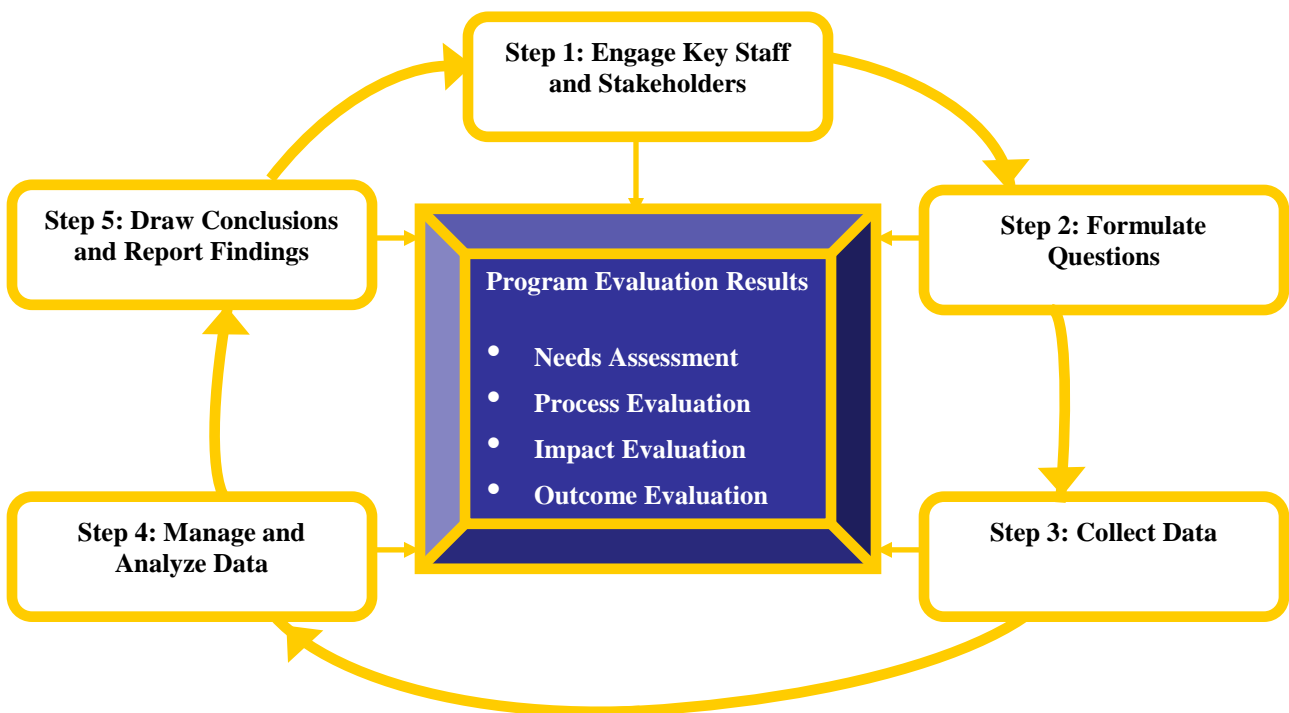 Step 1: Engage Key Staff
and Stakeholders
Step 2: Formulate
Questions
Step 3: Collect Data
Step 4: Manage and
Analyze Data
Step 5: Draw Conclusions
and Report Findings
Program Evaluation Results
• Needs Assessment
• Process Evaluation
• Impact Evaluation
• Outcome Evaluation